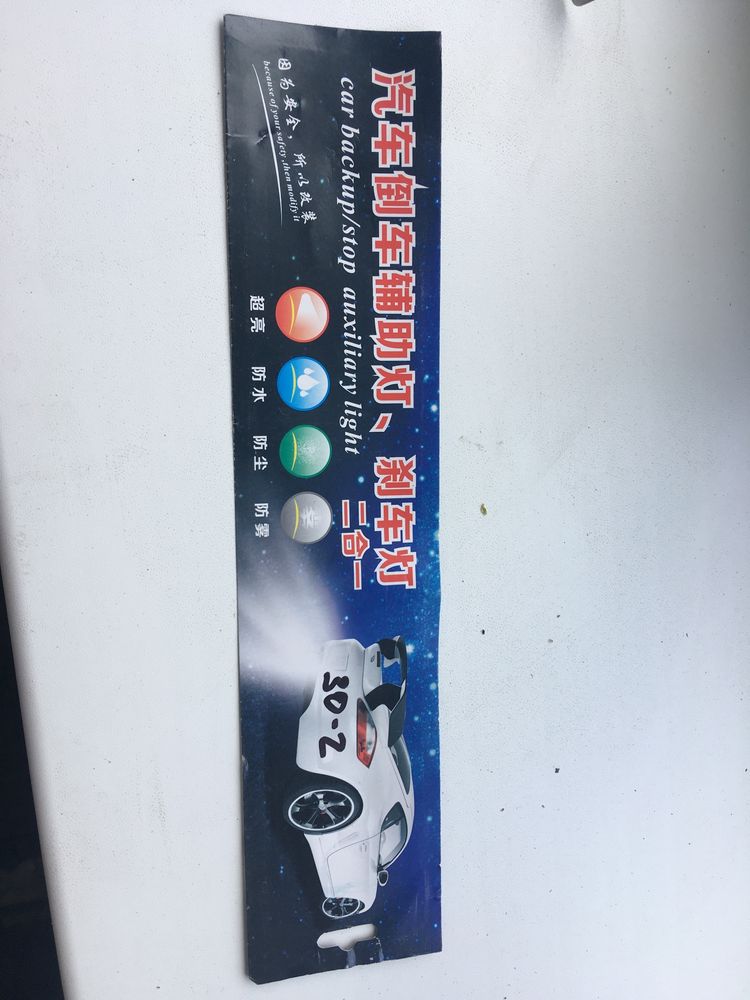 汽车倒车辅助灯、刹车灯
二合一
car backup/stop auxiliary light
因为安全，所以改装
because of your safety ,then modify it
超亮 防水 防尘 防雾
30-2